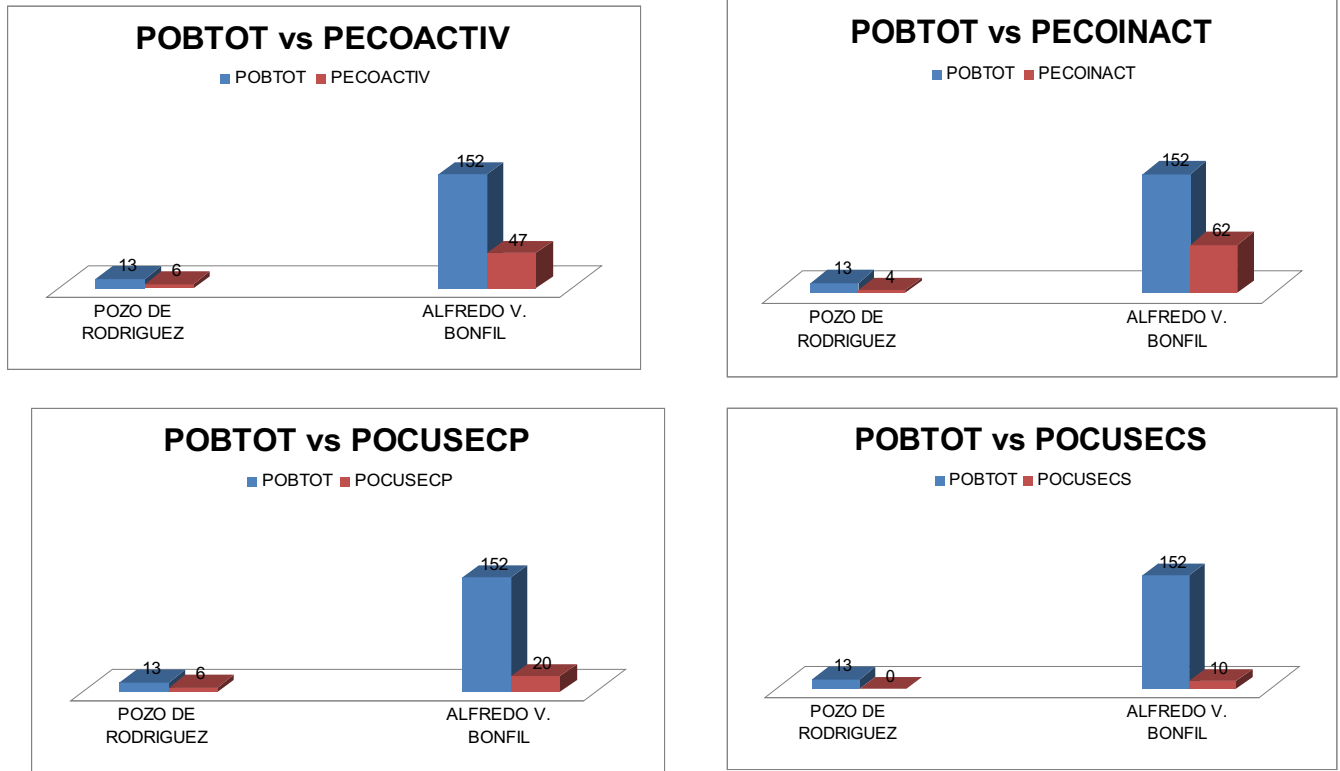 POBTOT vs PECOACTIV
POBTOT PECOACTIV
152
47
13
6
POZO DE
RODRIGUEZ
ALFREDO V.
BONFIL
POBTOT vs PECOINACT
POBTOT PECOINACT
152
62
13
4
POZO DE
RODRIGUEZ
ALFREDO V.
BONFIL
POBTOT vs POCUSECP
POBTOT POCUSECP
152
20
13
6
POZO DE
RODRIGUEZ
ALFREDO V.
BONFIL
POBTOT vs POCUSECS
POBTOT POCUSECS
152
10
13
0
POZO DE
RODRIGUEZ
ALFREDO V.
BONFIL